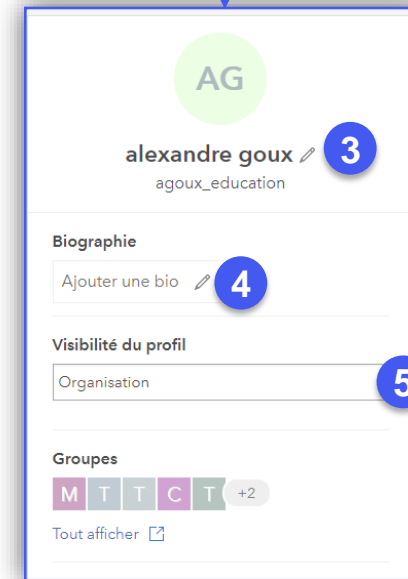 AG
alexandre goux 3
agoux_education
Biographie
Ajouter une bio 4
Visibilité du profil
Organisation 5
Groupes
M T T C T +2
Tout afficher